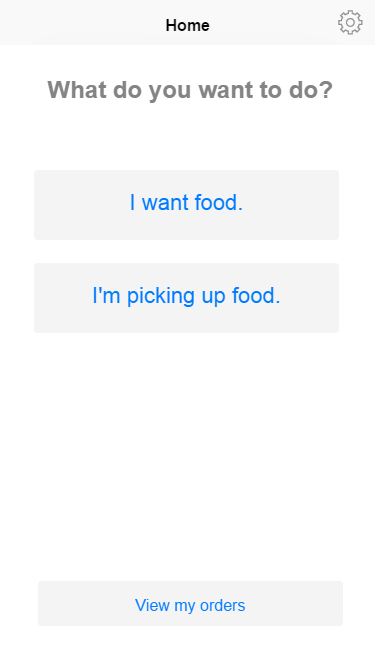 Home
What do you want to do?
I want food.
I'm picking up food.
View my orders